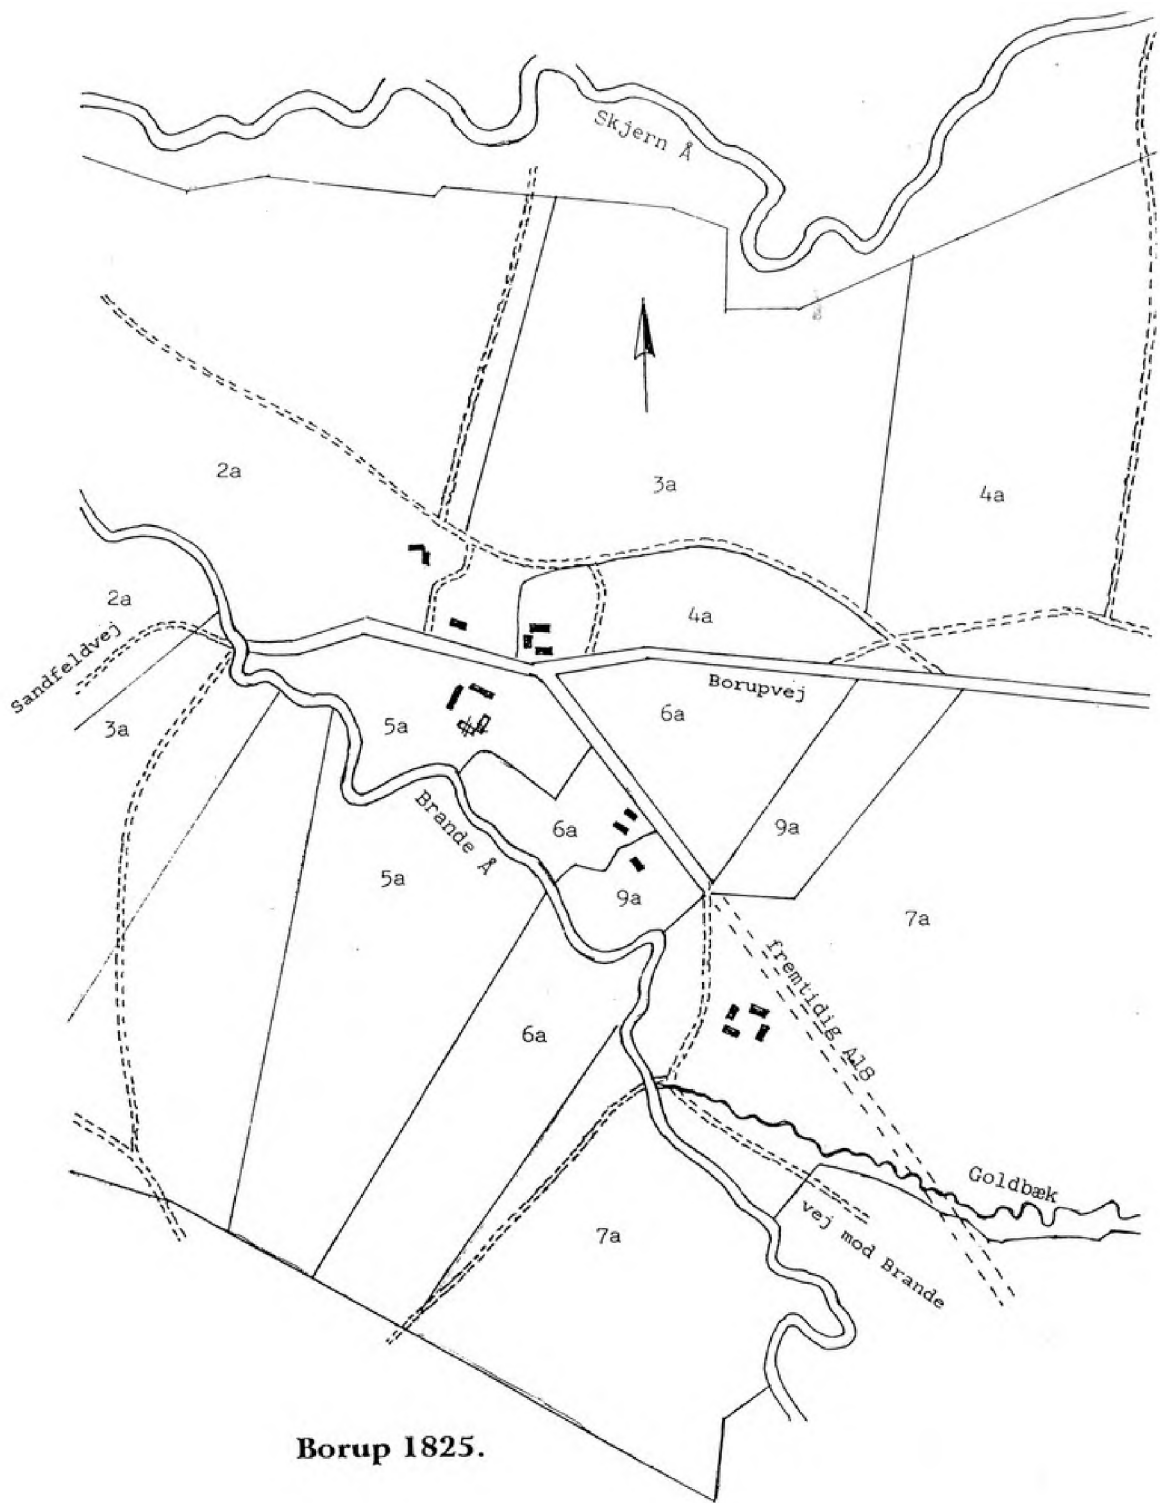 Skjern Å
2a
3a
4a
2a
4a
Sandfeldvej
Borupvej
3a
5a
6a
6a
9a
Brande Å
5a
9a
7a
fremtidig A18
6a
Goldbæk
7a
vej mod Brande
Borup 1825.